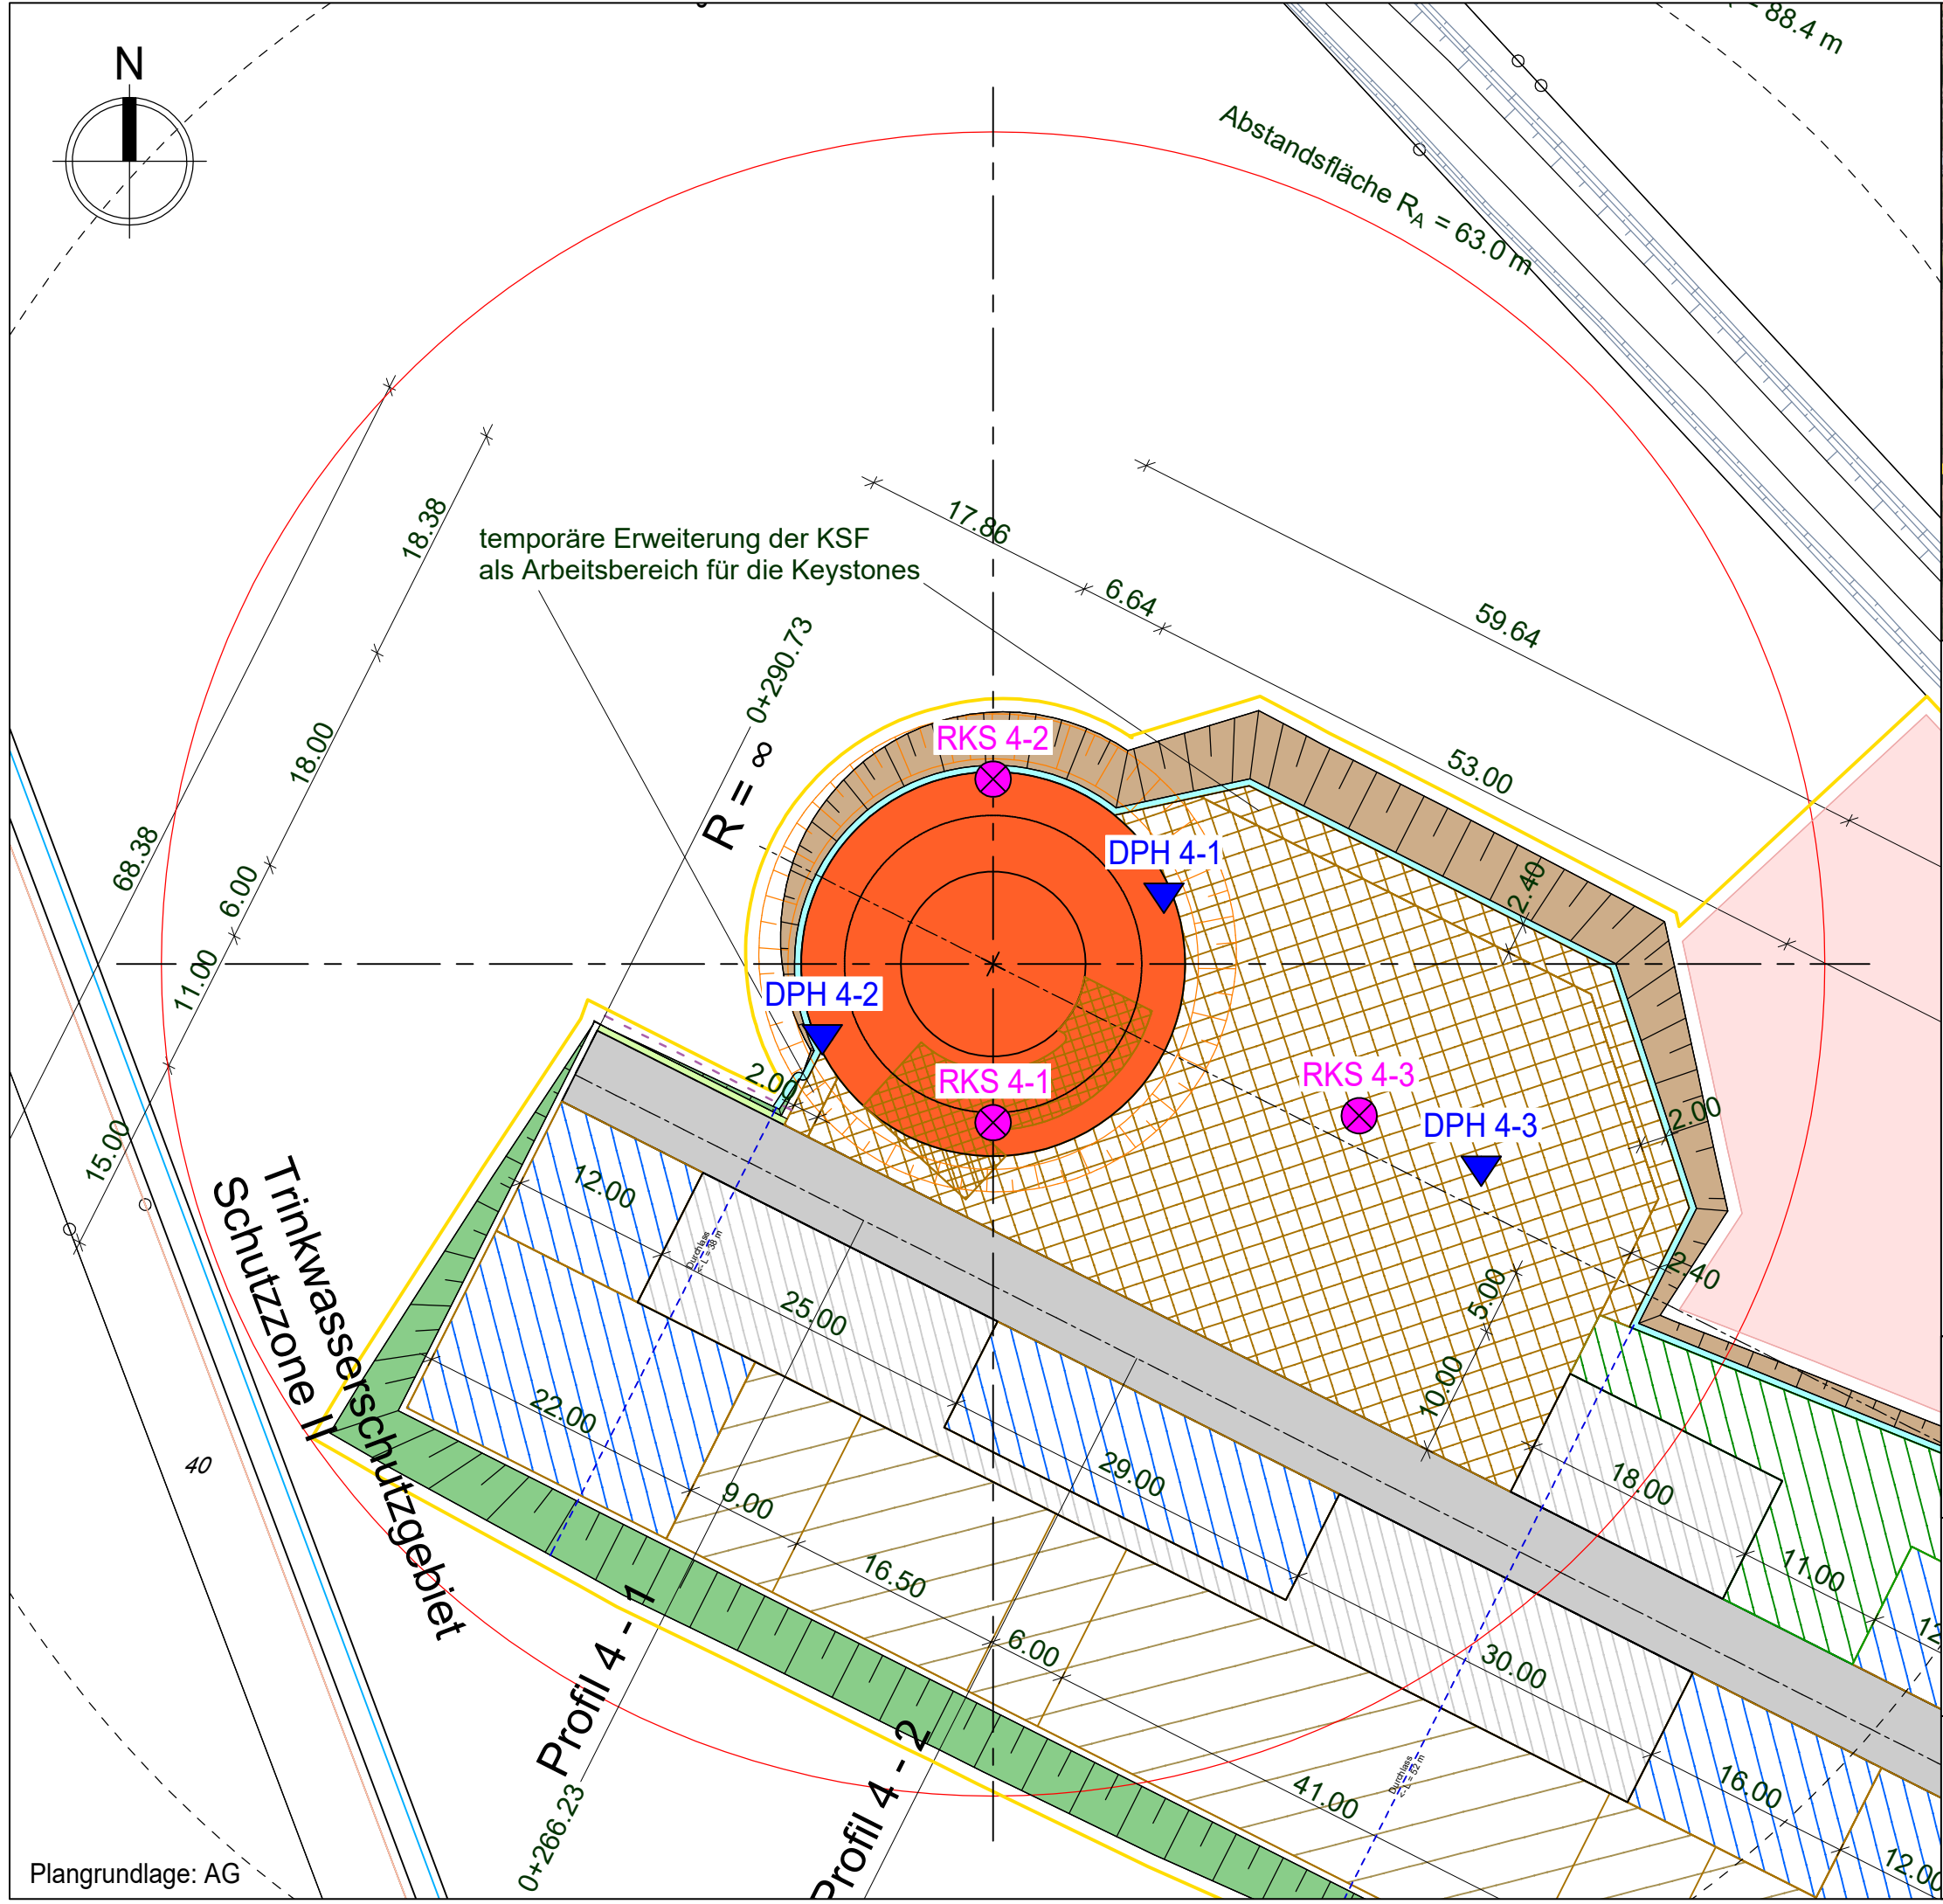 N
88.4 m
Abstandsfläche RA = 63.0 m
18.38
17.86
temporäre Erweiterung der KSF
als Arbeitsbereich für die Keystones
6.64
59.64
0+290.73
R = ∞
18.00
53.00
RKS 4-2
68.38
6.00
DPH 4-1
2.40
11.00
DPH 4-2
2.00
RKS 4-1
RKS 4-3
DPH 4-3
2.00
15.00
12.00
Durchlass
L = 38 m
2.40
5.00
25.00
10.00
Trinkwasserschutzgebiet
Schutzzone II
22.00
29.00
18.00
40
9.00
11.00
16.50
6.00
30.00
12
Profil 4 - 1
Profil 4 - 2
Durchlass
L = 52 m
41.00
16.00
0+266.23
12.00
Plangrundlage: AG